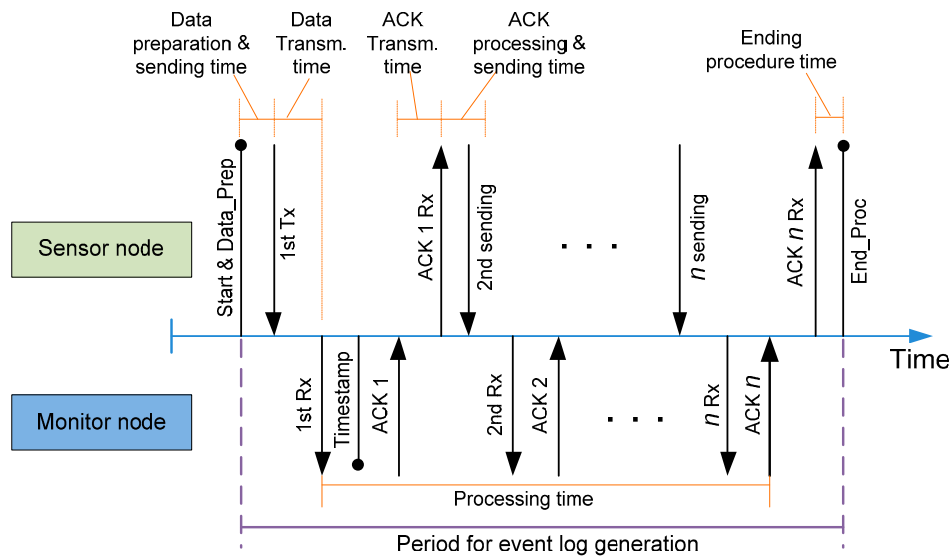 Data
preparation &
sending time
Data
Transm.
time
ACK
Transm.
time
ACK
processing &
sending time
Ending
procedure time
Start & Data_Prep
1st Tx
ACK 1 Rx
2nd sending
n sending
ACK n Rx
End_Proc
Sensor node
. . .
Time
Monitor node
1st Rx
Timestamp
ACK 1
2nd Rx
ACK 2
. . .
n Rx
ACK n
Processing time
Period for event log generation